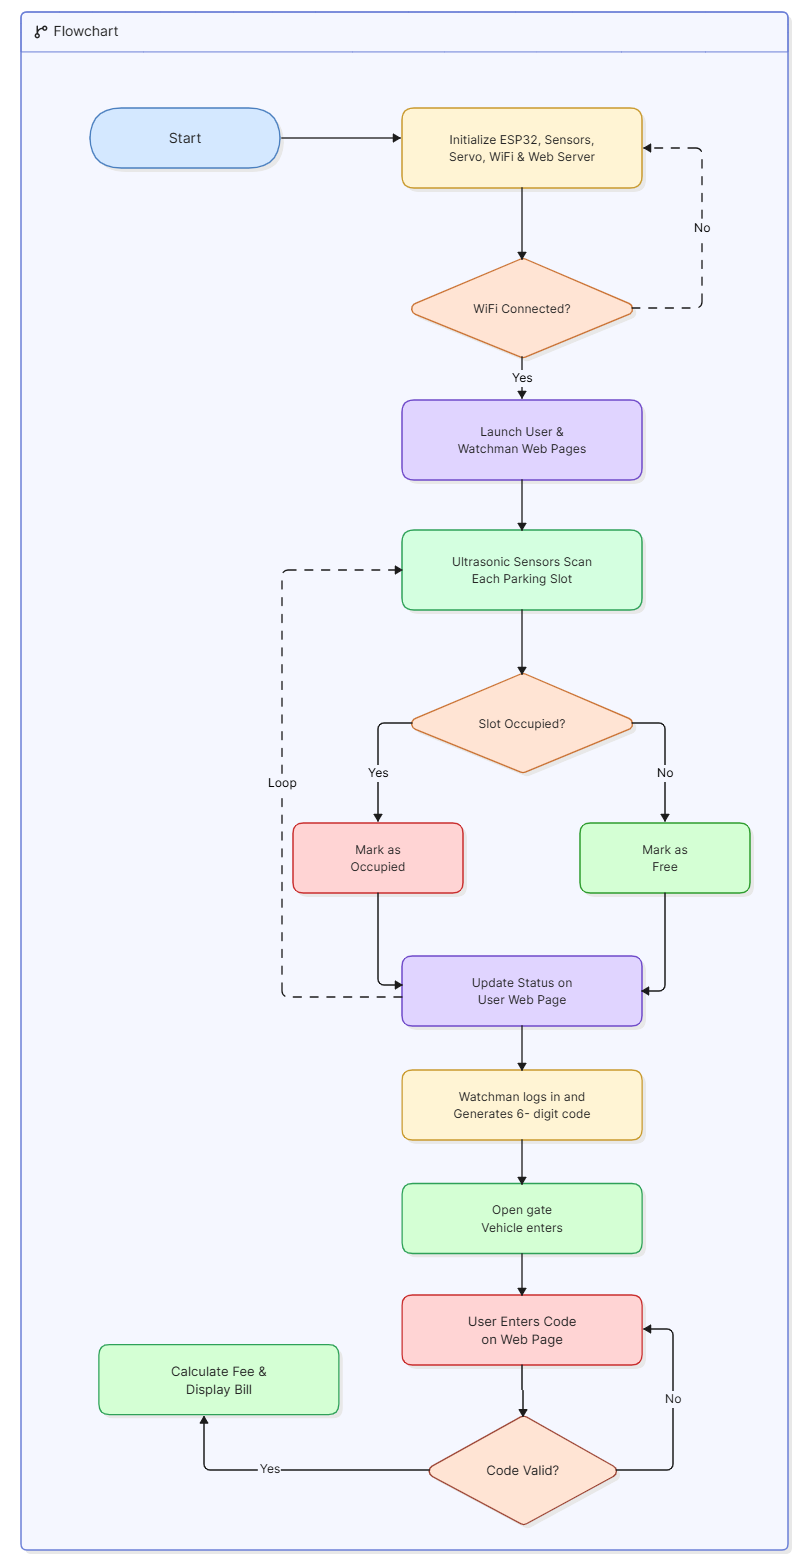 Flowchart
Start
Initialize ESP32, Sensors,
Servo, WiFi & Web Server
No
WiFi Connected?
Yes
Launch User &
Watchman Web Pages
Ultrasonic Sensors Scan
Each Parking Slot
Slot Occupied?
Yes
No
Loop
Mark as
Occupied
Mark as
Free
Update Status on
User Web Page
Watchman logs in and
Generates 6- digit code
Open gate
Vehicle enters
User Enters Code
on Web Page
Calculate Fee &
Display Bill
No
Yes
Code Valid?